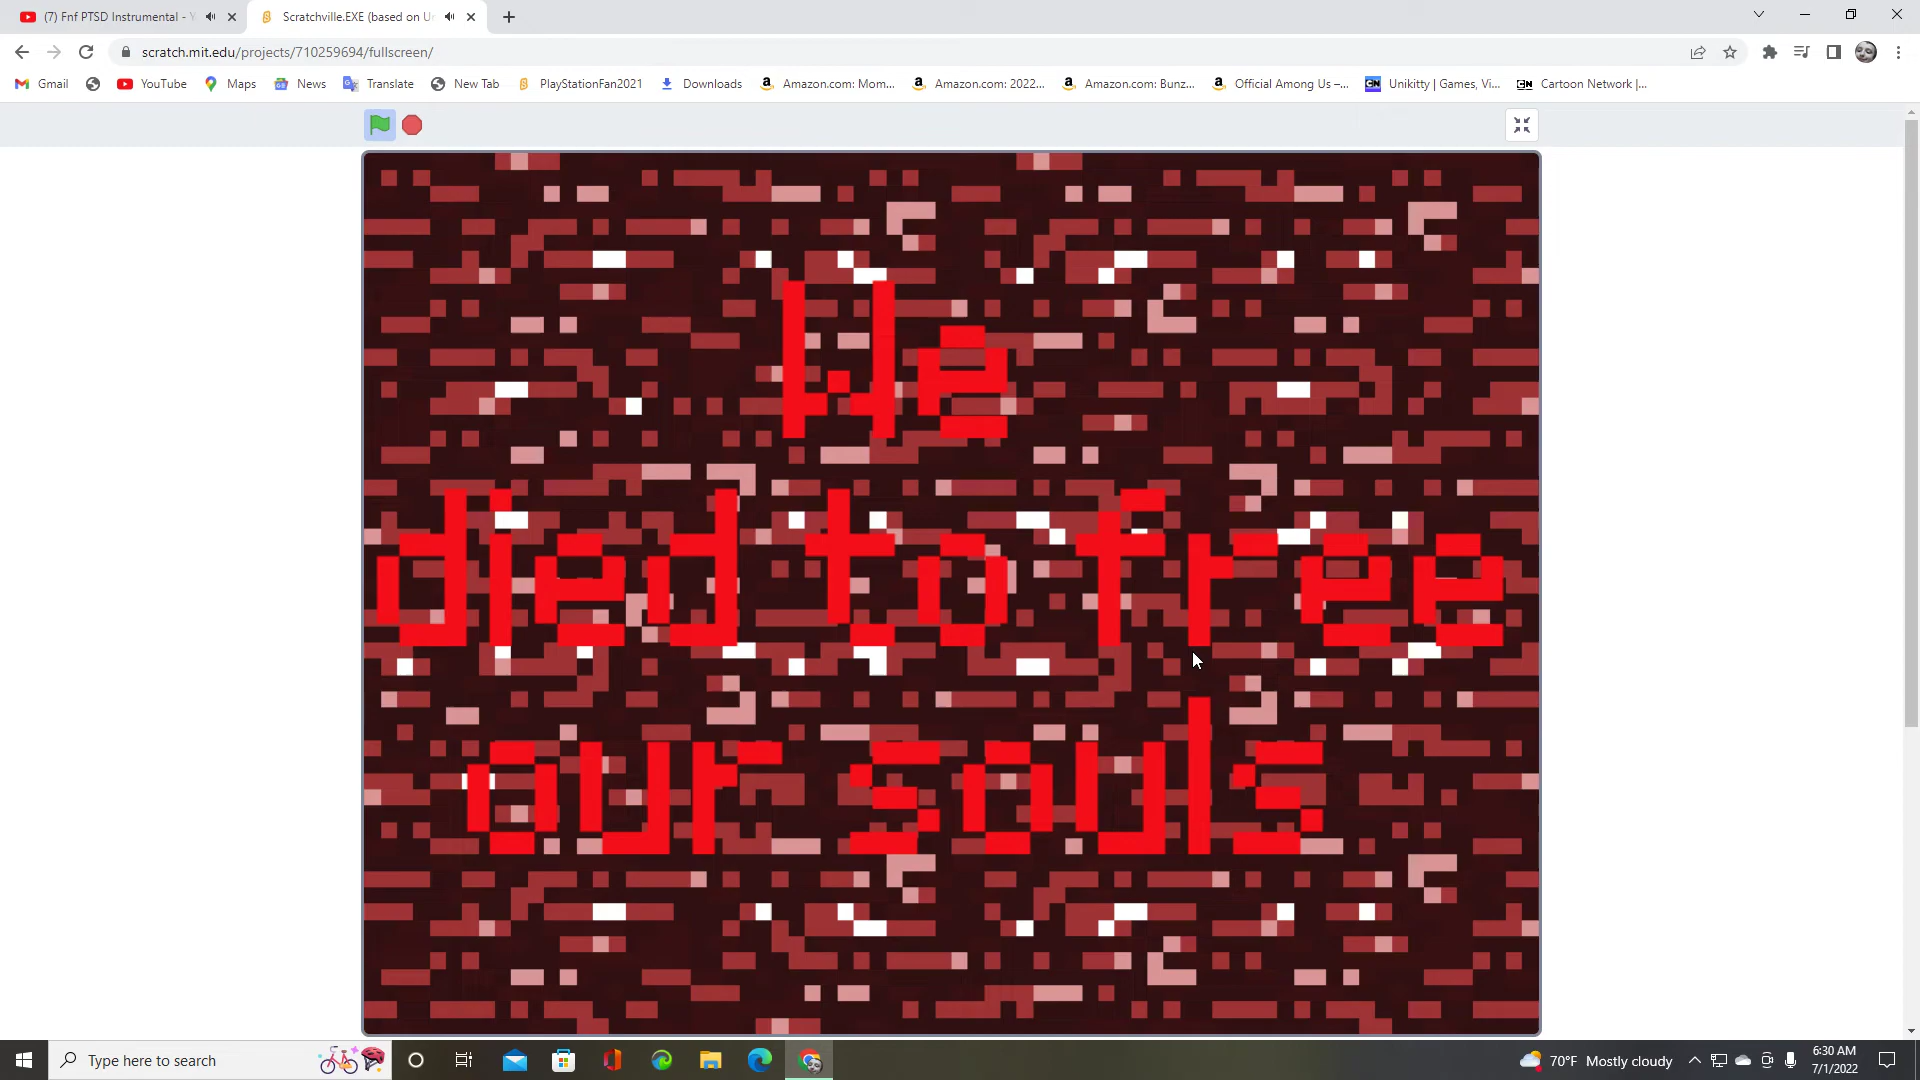 (7) Fnf PTSD Instrumental - Y
Scratchville.EXE (based on Un
scratch.mit.edu/projects/710259694/fullscreen/
Gmail
YouTube
Maps
News
Translate
New Tab
PlayStationFan2021
Downloads
Amazon.com: Mom...
Amazon.com: 2022...
Amazon.com: Bunz...
Official Among Us –...
Unikitty | Games, Vi...
Cartoon Network |...
We
died to free
our souls
Type here to search
70°F Mostly cloudy
6:30 AM
7/1/2022